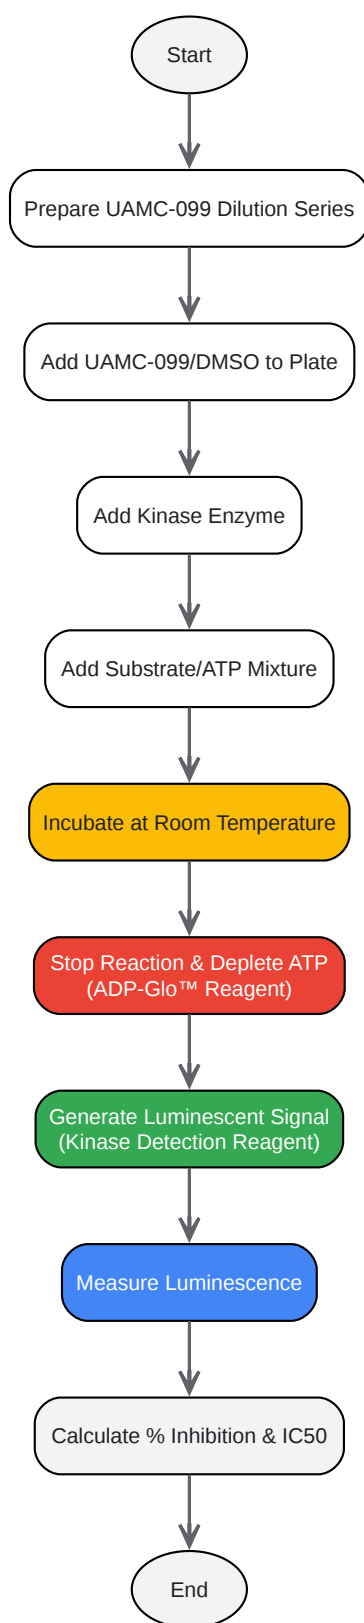 Start
Prepare UAMC-099 Dilution Series
Add UAMC-099/DMSO to Plate
Add Kinase Enzyme
Add Substrate/ATP Mixture
Incubate at Room Temperature
Stop Reaction & Deplete ATP
(ADP-Glo™ Reagent)
Generate Luminescent Signal
(Kinase Detection Reagent)
Measure Luminescence
Calculate % Inhibition & IC50
End